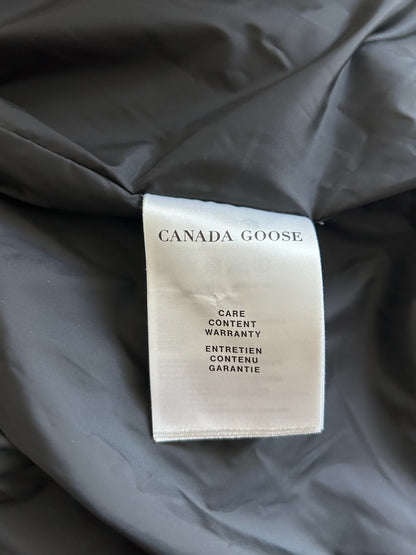 CANADA GOOSE
CARE
CONTENT
WARRANTY
ENTRETIEN
CONTENU
GARANTIE